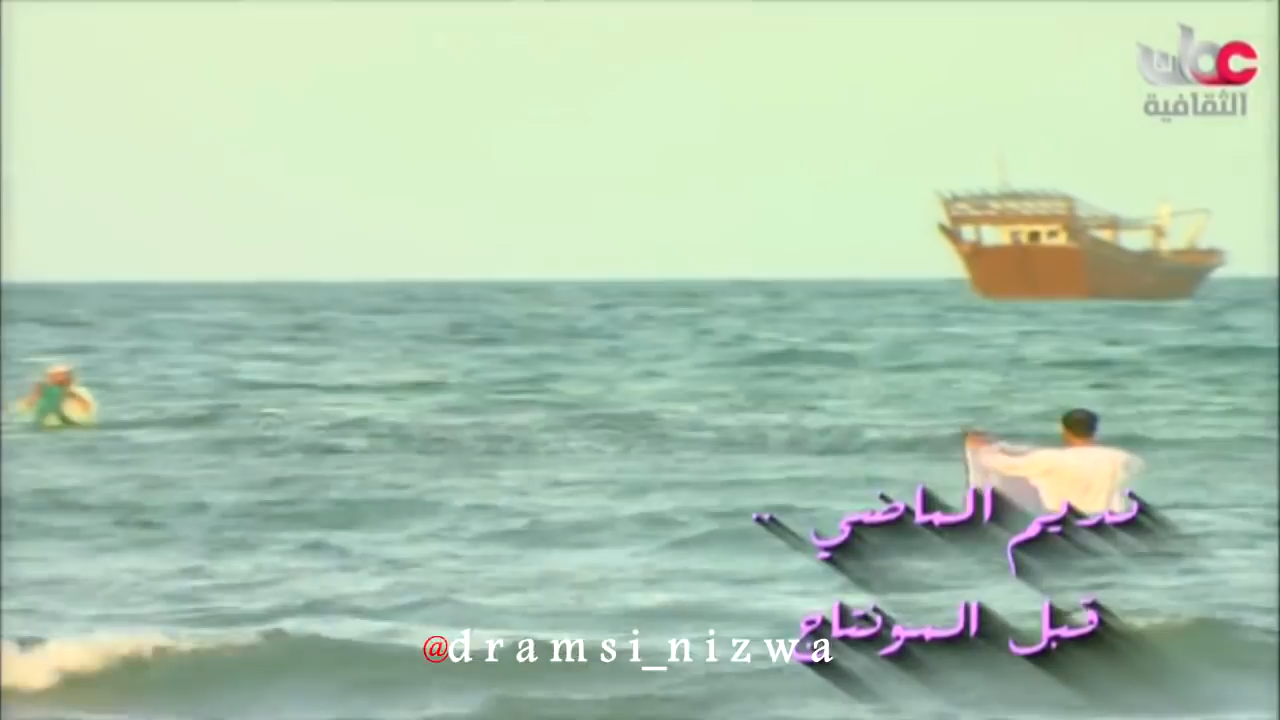 عمان
الثقافية
نديم الماضي ..
قبل المونتاج
@dramsi_nizwa